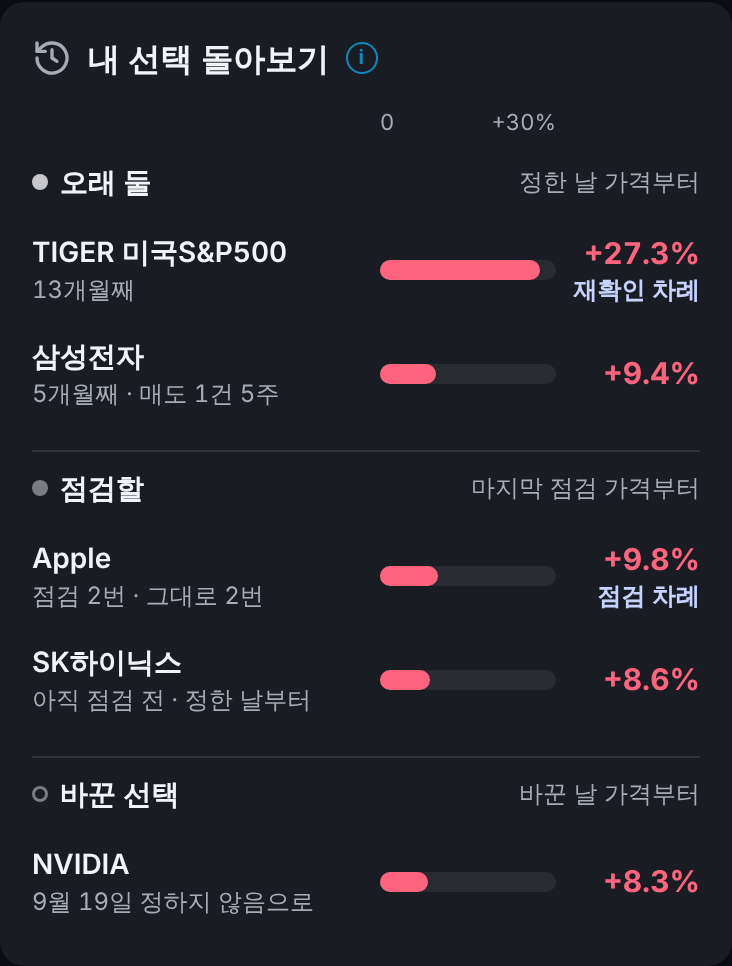 내 선택 돌아보기
0 +30%
오래 둘 정한 날 가격부터
TIGER 미국S&P500 +27.3%
13개월째 재확인 차례
삼성전자 +9.4%
5개월째 · 매도 1건 5주
점검할 마지막 점검 가격부터
Apple +9.8%
점검 2번 · 그대로 2번 점검 차례
SK하이닉스 +8.6%
아직 점검 전 · 정한 날부터
바꾼 선택 바꾼 날 가격부터
NVIDIA +8.3%
9월 19일 정하지 않음으로